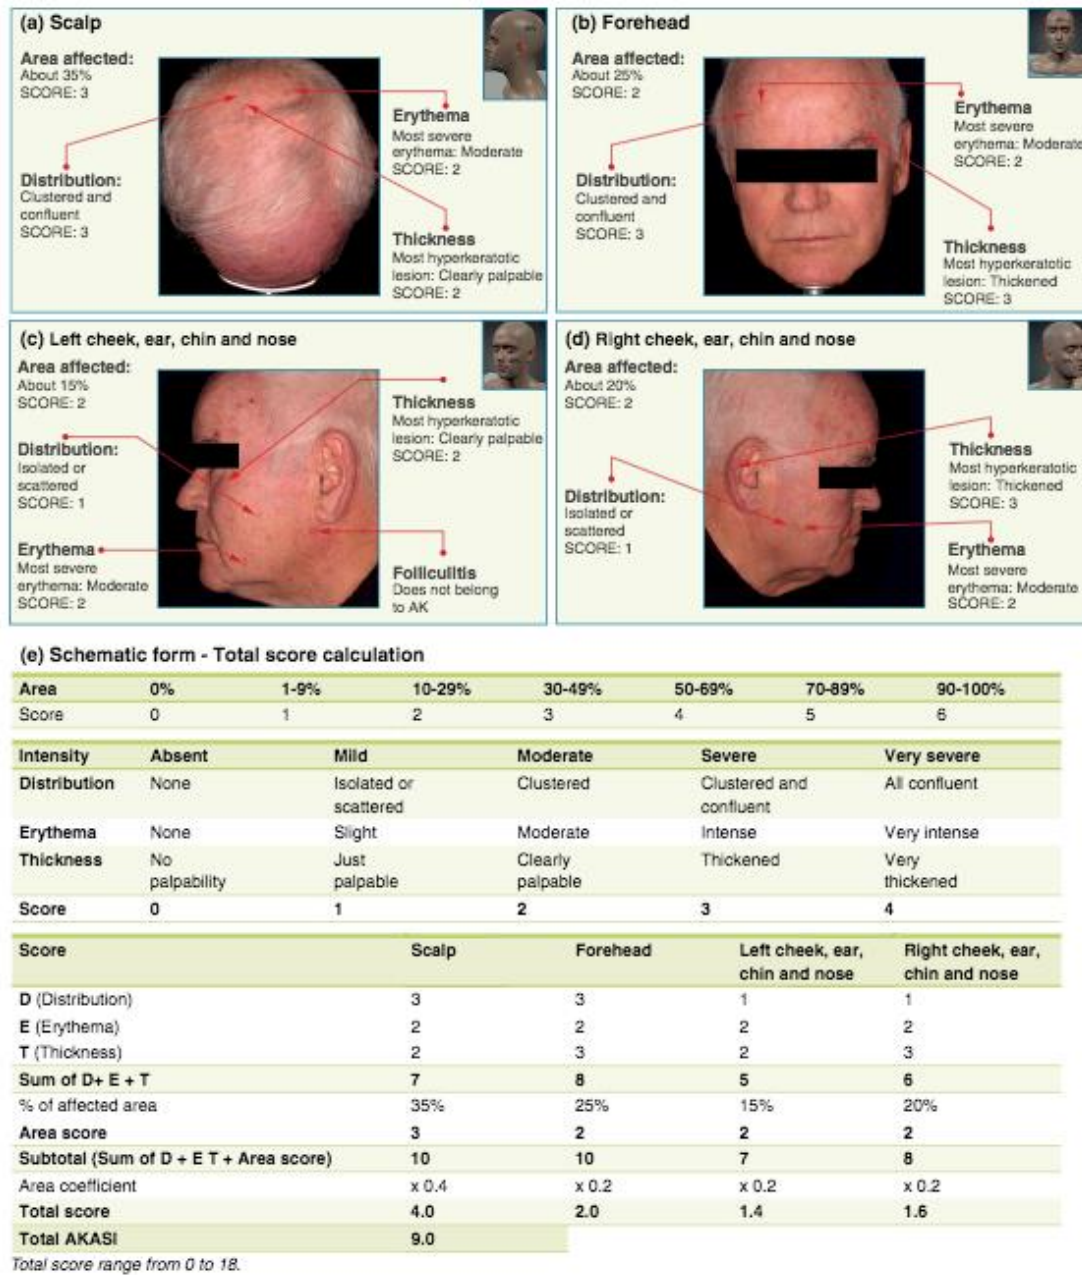 (a) Scalp
Area affected:
About 35%
SCORE: 3
Erythema
Most severe
erythema: Moderate
SCORE: 2
Distribution:
Clustered and
confluent
SCORE: 3
Thickness
Most hyperkeratotic
lesion: Clearly palpable
SCORE: 2
(b) Forehead
Area affected:
About 25%
SCORE: 2
Erythema
Most severe
erythema: Moderate
SCORE: 2
Distribution:
Clustered and
confluent
SCORE: 3
Thickness
Most hyperkeratotic
lesion: Thickened
SCORE: 3
(c) Left cheek, ear, chin and nose
Area affected:
About 15%
SCORE: 2
Thickness
Most hyperkeratotic
lesion: Clearly palpable
SCORE: 2
Distribution:
Isolated or
scattered
SCORE: 1
Erythema
Most severe
erythema: Moderate
SCORE: 2
Folliculitis
Does not belong
to AK
(d) Right cheek, ear, chin and nose
Area affected:
About 20%
SCORE: 2
Thickness
Most hyperkeratotic
lesion: Thickened
SCORE: 3
Distribution:
Isolated or
scattered
SCORE: 1
Erythema
Most severe
erythema: Moderate
SCORE: 2
(e) Schematic form - Total score calculation
Area 0% 1-9% 10-29% 30-49% 50-69% 70-89% 90-100%
Score 0 1 2 3 4 5 6
Intensity Absent Mild Moderate Severe Very severe
Distribution None Isolated or Clustered Clustered and All confluent
scattered confluent
Erythema None Slight Moderate Intense Very intense
Thickness No Just Clearly Thickened Very
palpability palpable palpable thickened
Score 0 1 2 3 4
Score Scalp Forehead Left cheek, ear, Right cheek, ear,
chin and nose chin and nose
D (Distribution) 3 3 1 1
E (Erythema) 2 2 2 2
T (Thickness) 2 3 2 3
Sum of D+ E + T 7 8 5 6
% of affected area 35% 25% 15% 20%
Area score 3 2 2 2
Subtotal (Sum of D + E T + Area score) 10 10 7 8
Area coefficient x 0.4 x 0.2 x 0.2 x 0.2
Total score 4.0 2.0 1.4 1.6
Total AKASI 9.0
Total score range from 0 to 18.